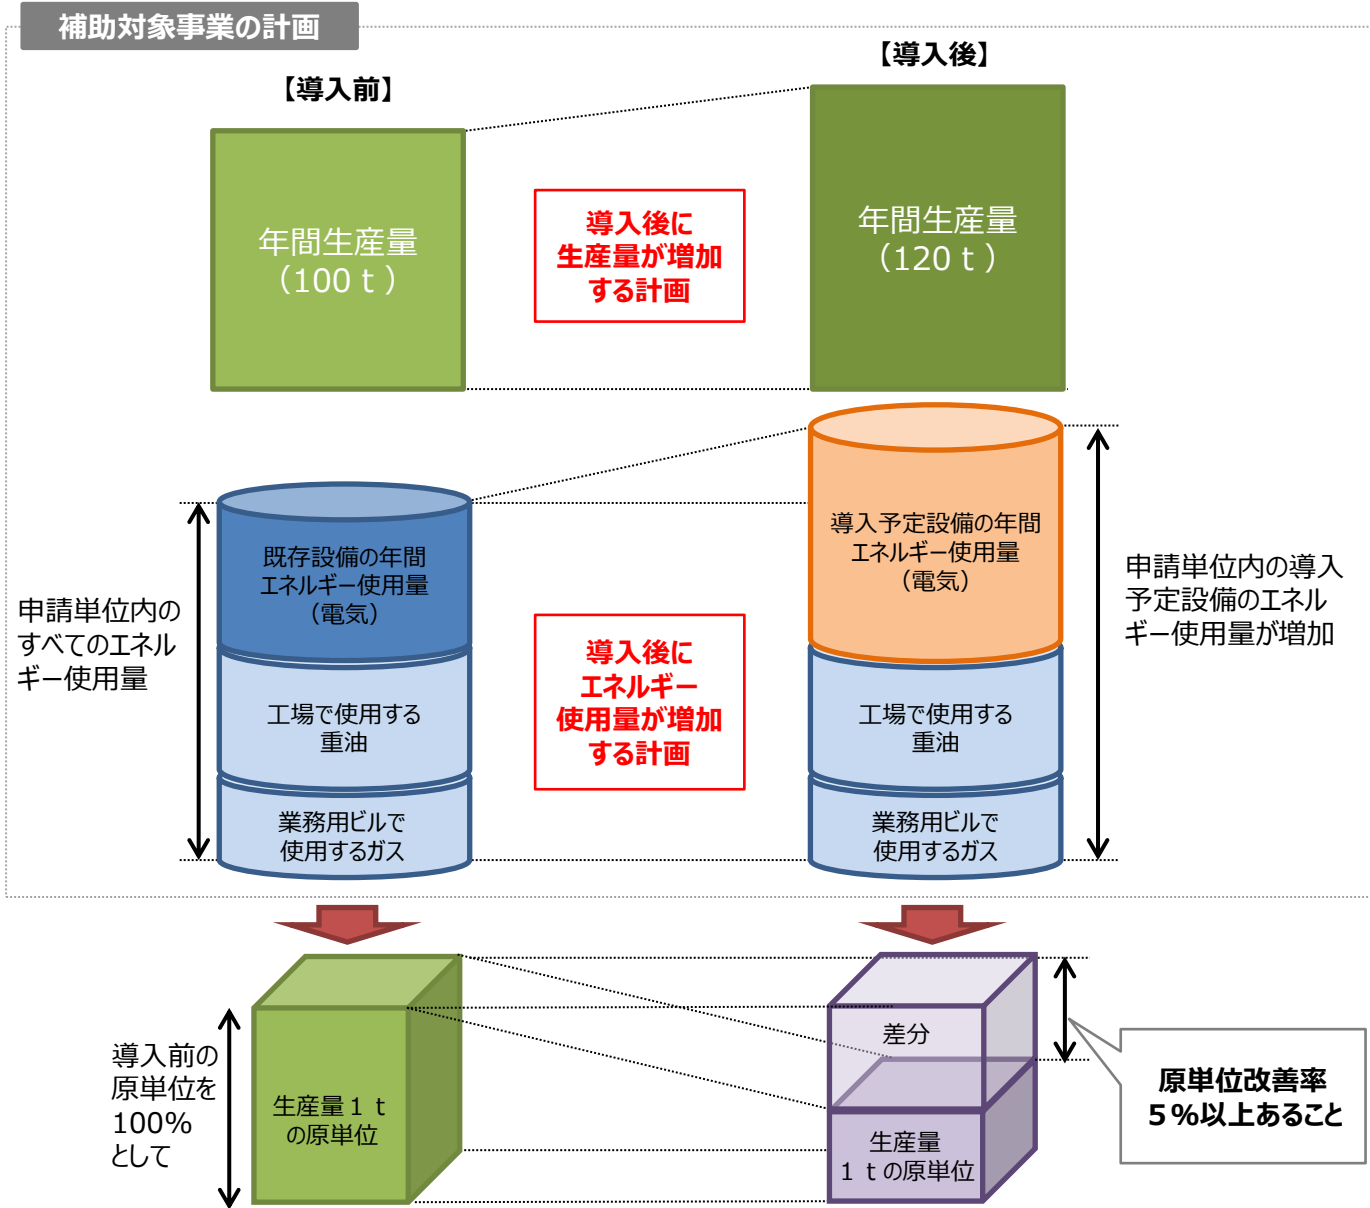 補助対象事業の計画
【導入前】
【導入後】
年間生産量
（100ｔ）
導入後に
生産量が増加
する計画
年間生産量
（120ｔ）
申請単位内の
すべてのエネル
ギー使用量
既存設備の年間
エネルギー使用量
（電気）
工場で使用する
重油
業務用ビルで
使用するガス
導入後に
エネルギー
使用量が増加
する計画
導入予定設備の年間
エネルギー使用量
（電気）
工場で使用する
重油
業務用ビルで
使用するガス
申請単位内の導入
予定設備のエネル
ギー使用量が増加
導入前の
原単位を
100%
として
生産量１ｔ
の原単位
差分
生産量
１ｔの原単位
原単位改善率
５%以上あること